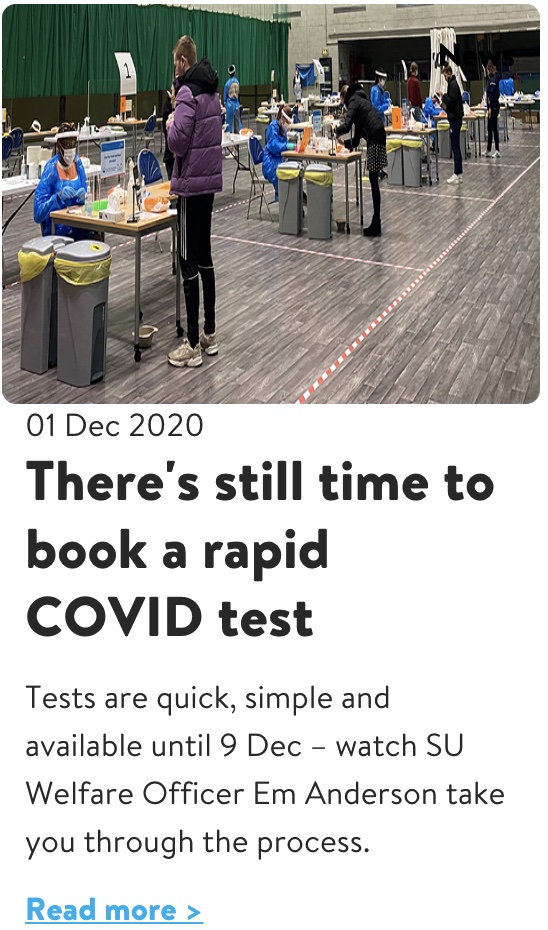 News
1
01 Dec 2020
There's still time to
book a rapid
COVID test
Tests are quick, simple and
available until 9 Dec – watch SU
Welfare Officer Em Anderson take
you through the process.
Read more >